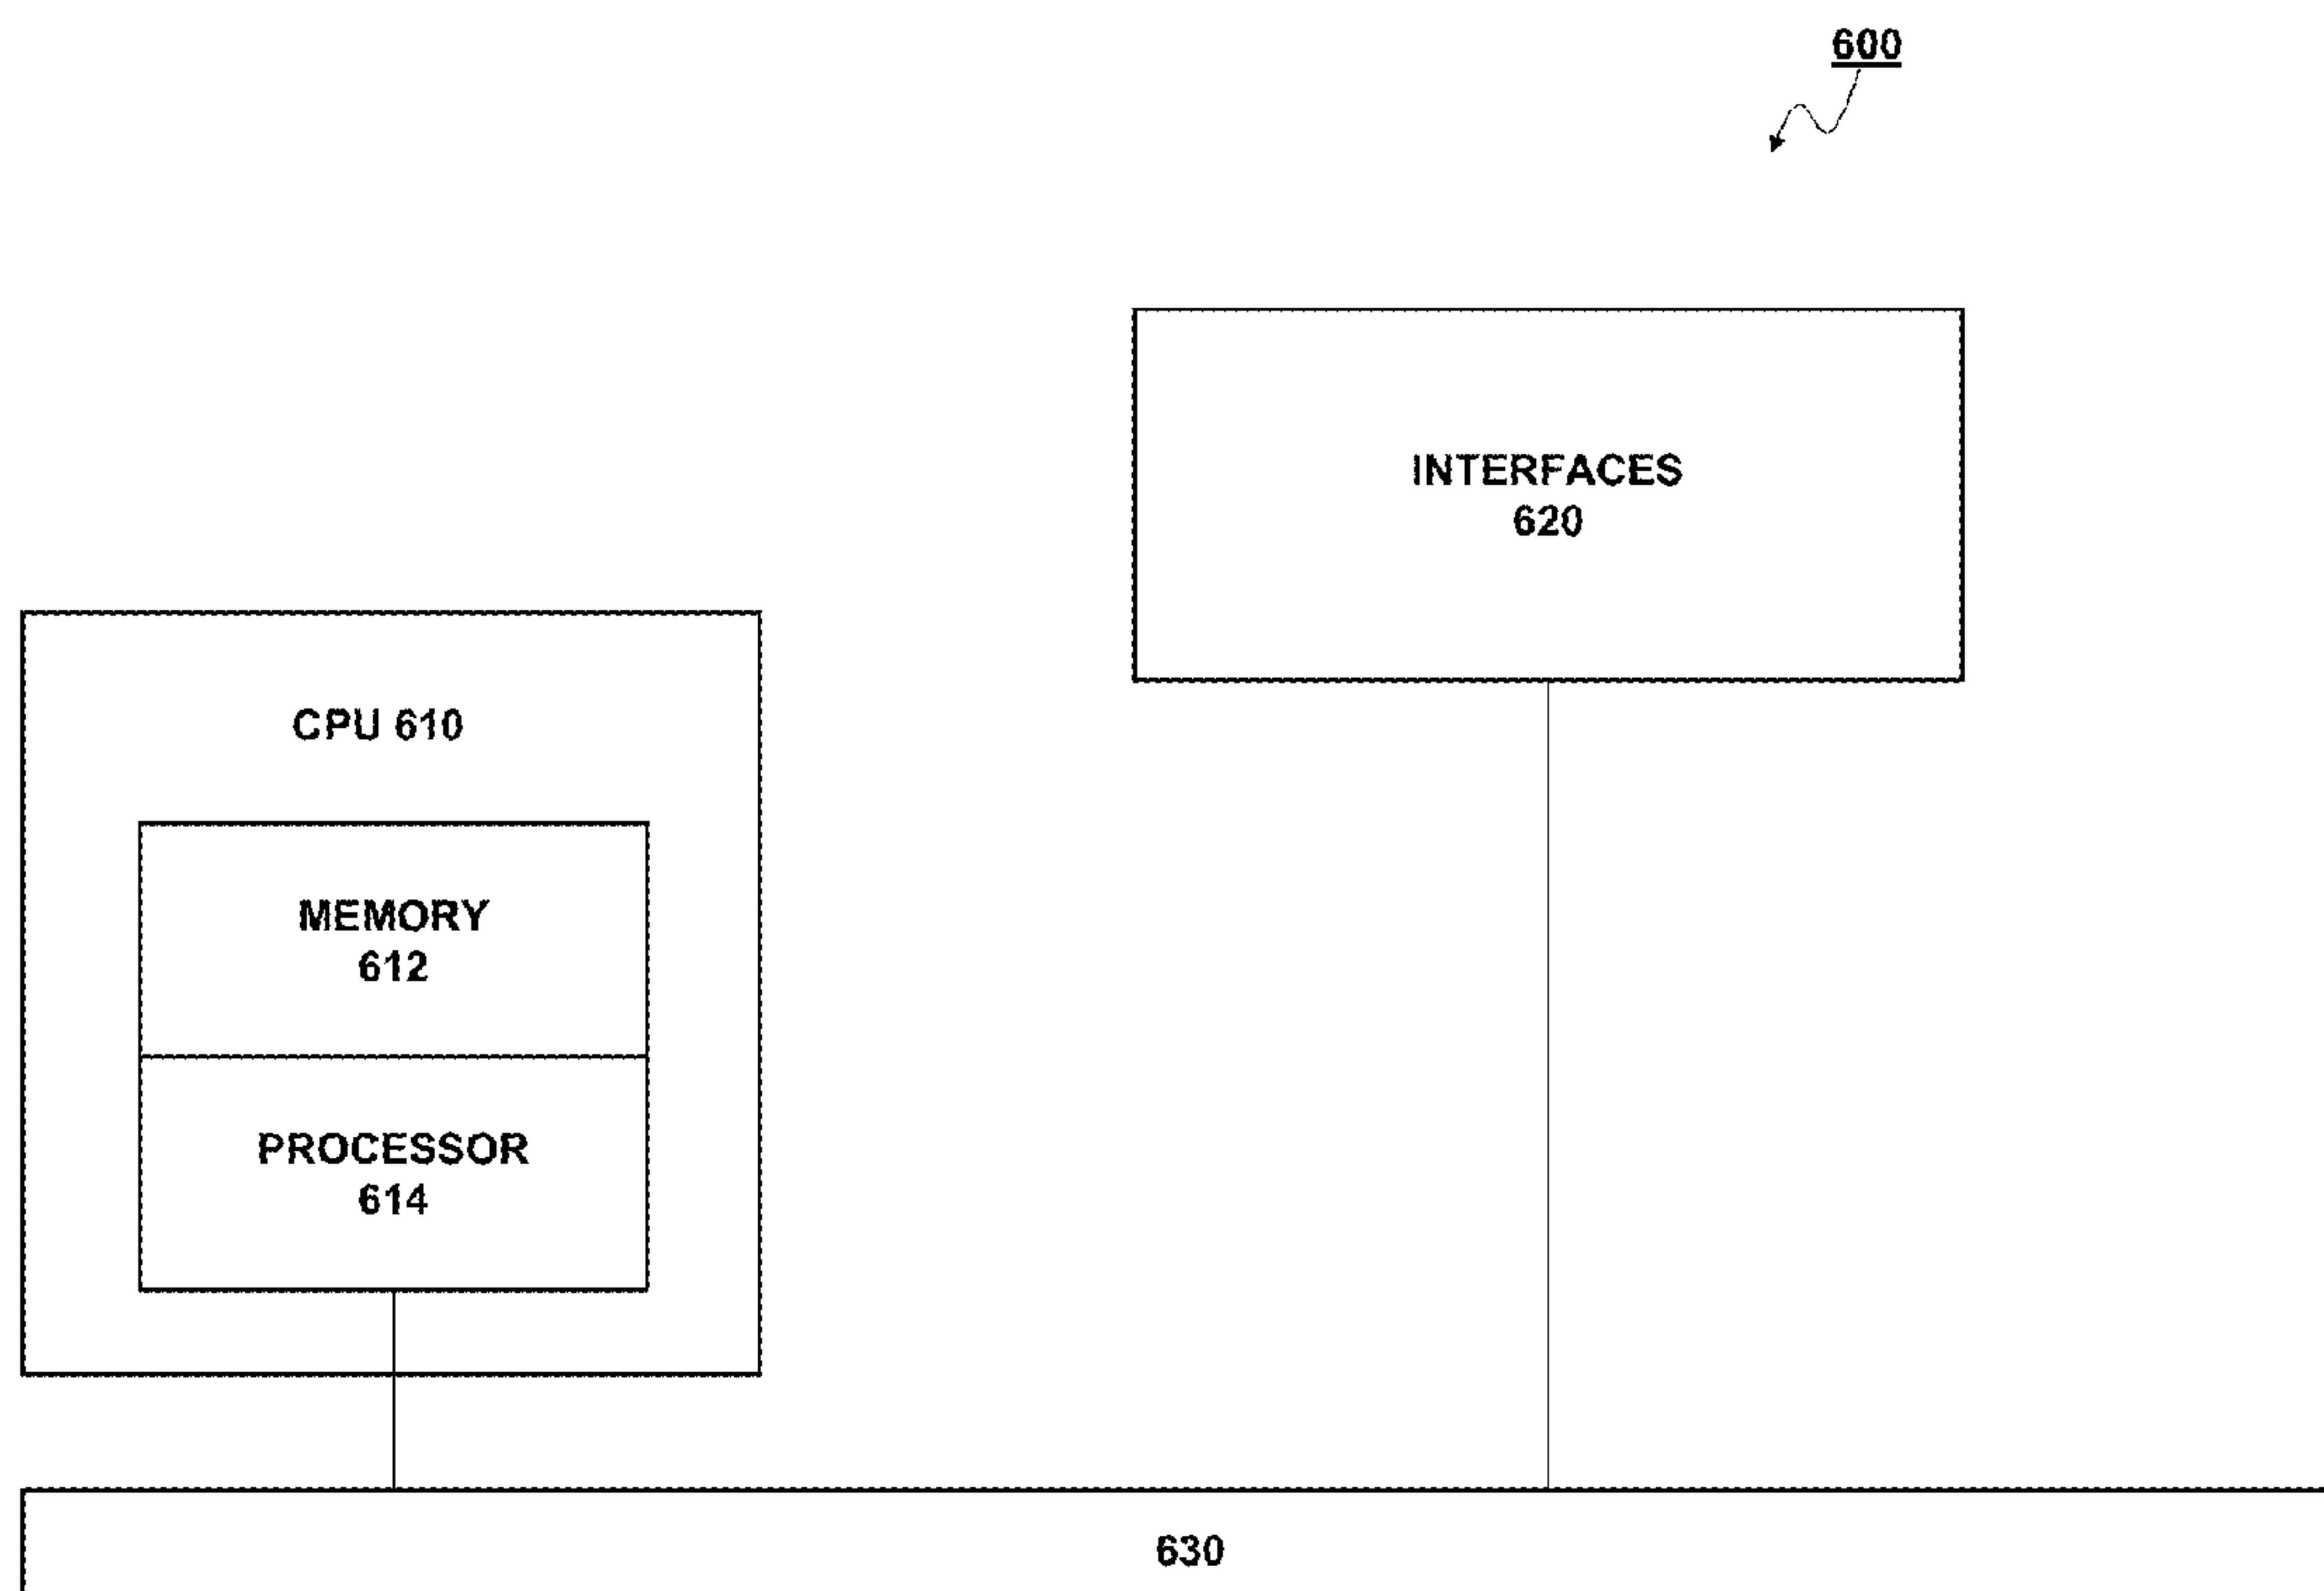 600
INTERFACES
620
CPU 610
MEMORY
612
PROCESSOR
614
630